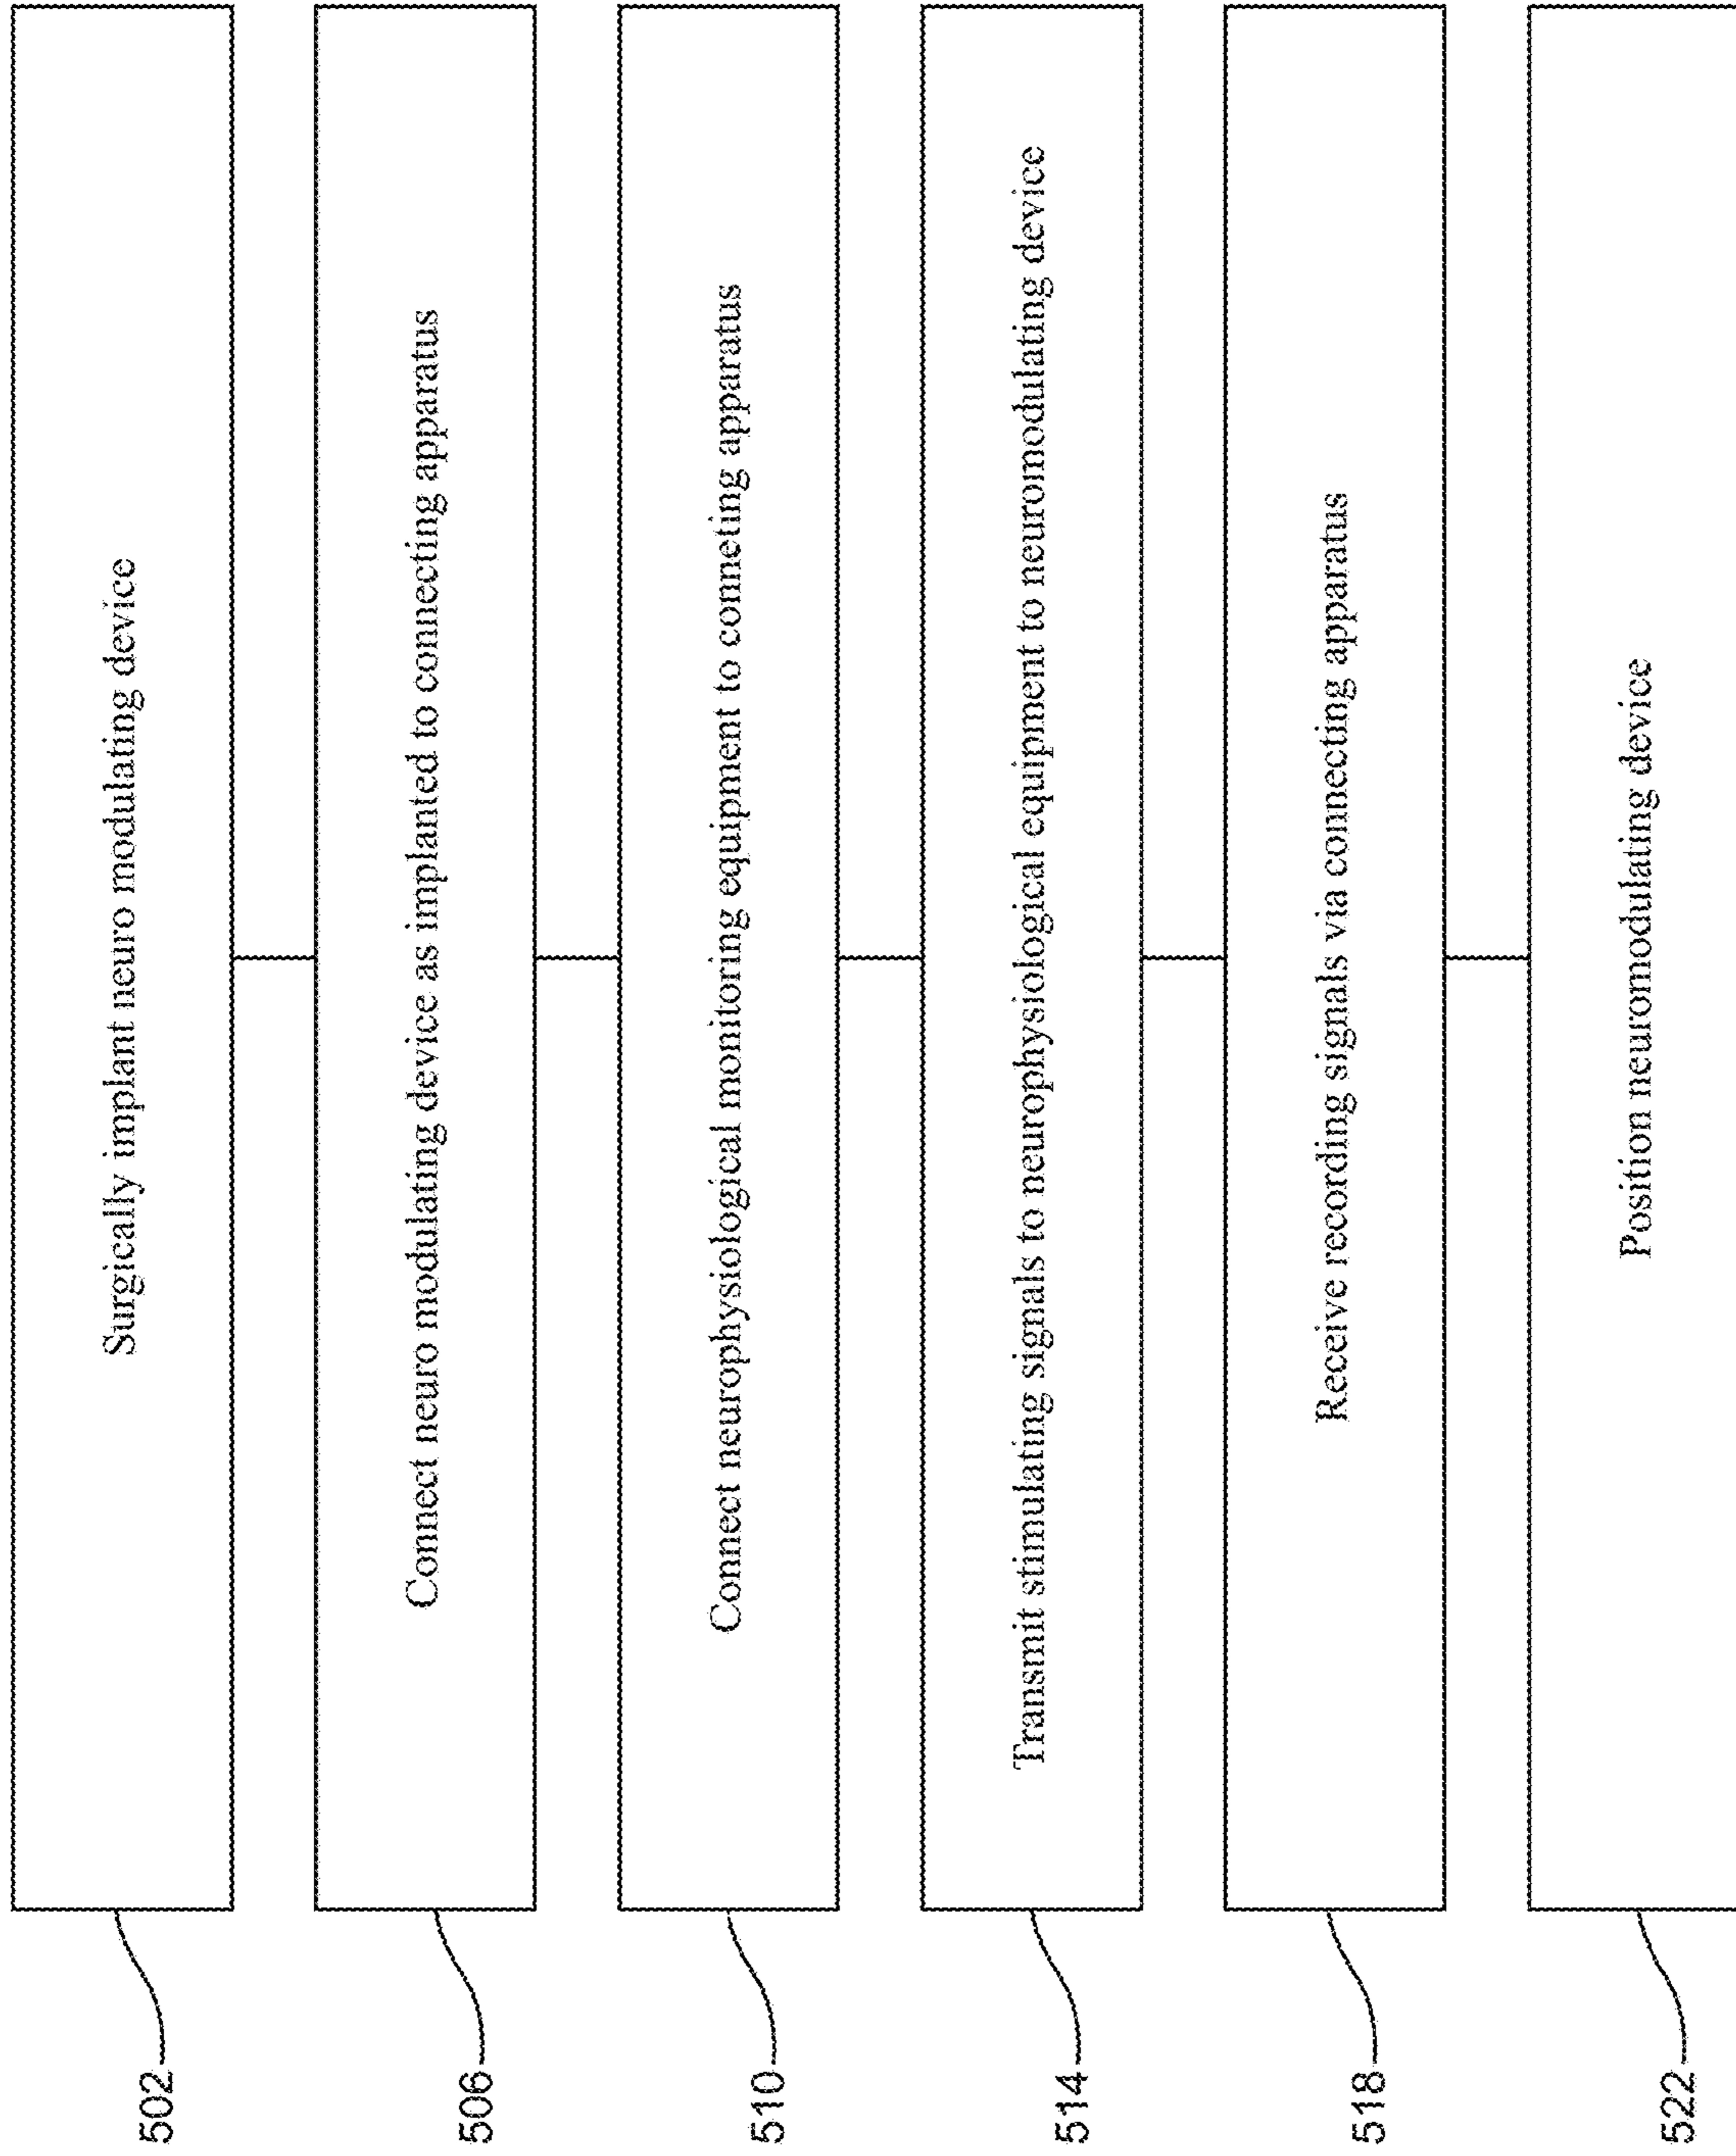 502
Surgically implant neuro modulating device
506
Connect neuro modulating device as implanted to connecting apparatus
510
Connect neurophysiological monitoring equipment to conneting apparatus
514
Transmit stimulating signals to neurophysiological equipment to neuromodulating device
518
Receive recording signals via connecting apparatus
522
Position neuromodulating device